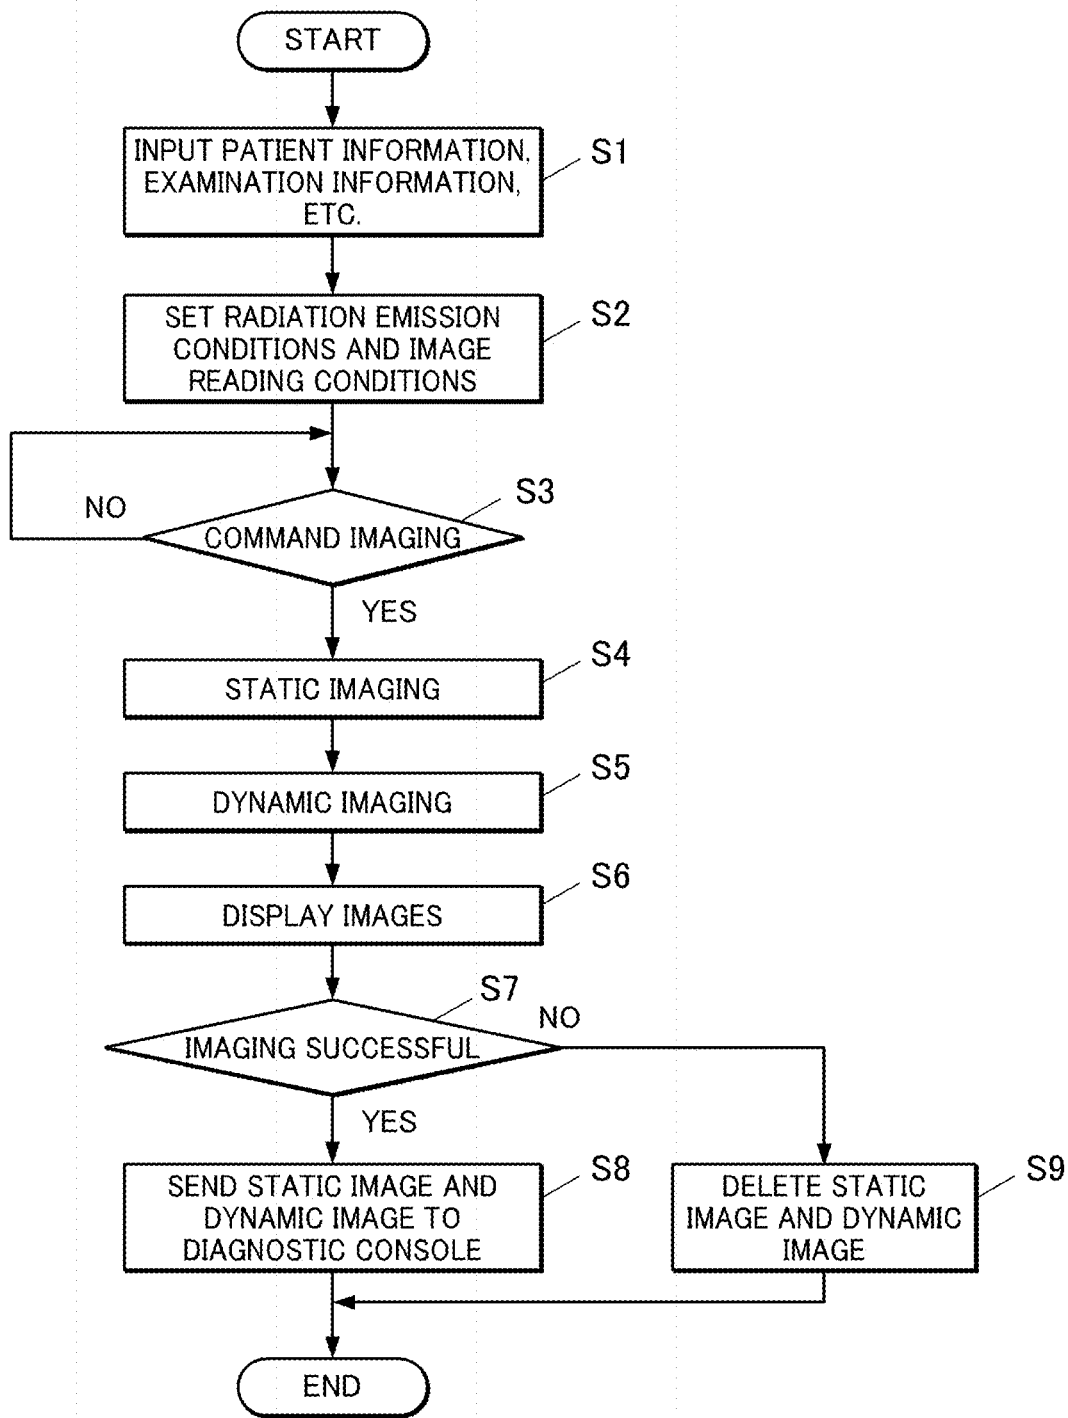 START
INPUT PATIENT INFORMATION,
EXAMINATION INFORMATION,
ETC.
S1
SET RADIATION EMISSION
CONDITIONS AND IMAGE
READING CONDITIONS
S2
NO
COMMAND IMAGING
S3
YES
STATIC IMAGING
S4
DYNAMIC IMAGING
S5
DISPLAY IMAGES
S6
IMAGING SUCCESSFUL
S7
NO
YES
SEND STATIC IMAGE AND
DYNAMIC IMAGE TO
DIAGNOSTIC CONSOLE
S8
DELETE STATIC
IMAGE AND DYNAMIC
IMAGE
S9
END